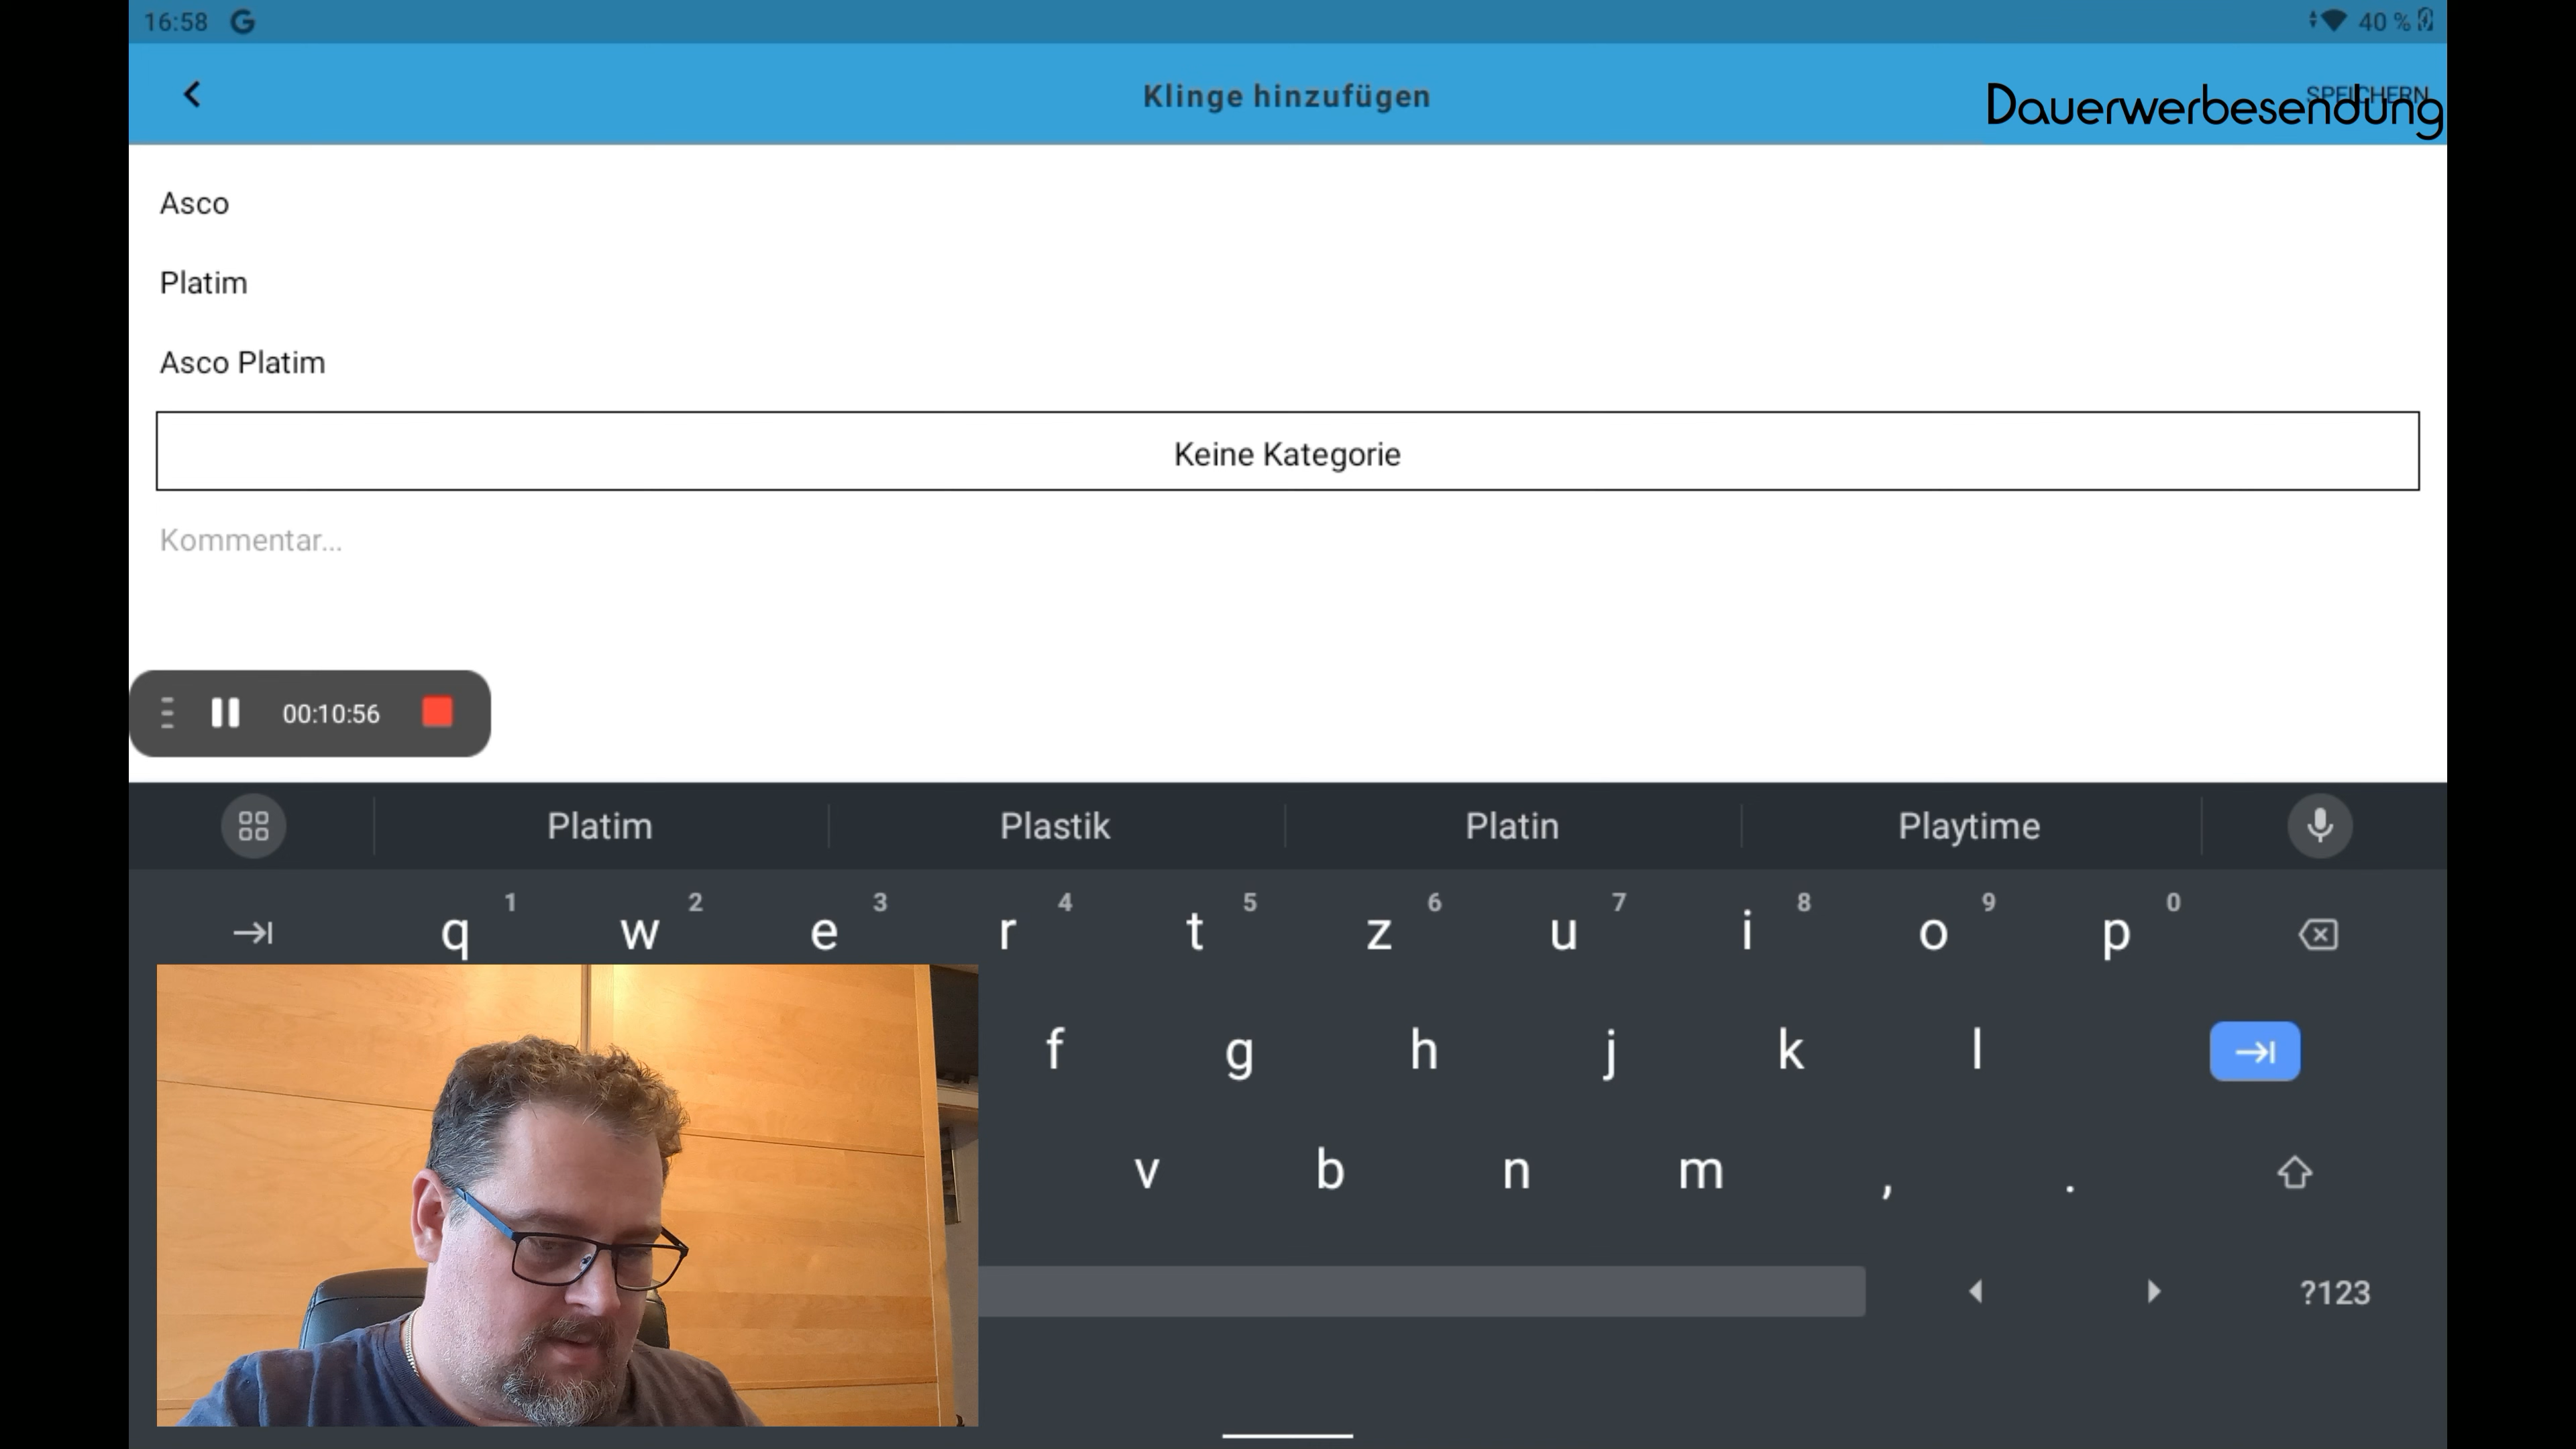 16:58 G 40 %
Klinge hinzufügen SPEICHERN
Dauerwerbesendung
Asco
Platim
Asco Platim
Keine Kategorie
Kommentar...
00:10:56
Platim Plastik Platin Playtime
1 2 3 4 5 6 7 8 9 0
q w e r t z u i o p
f g h j k l
v b n m , .
?123